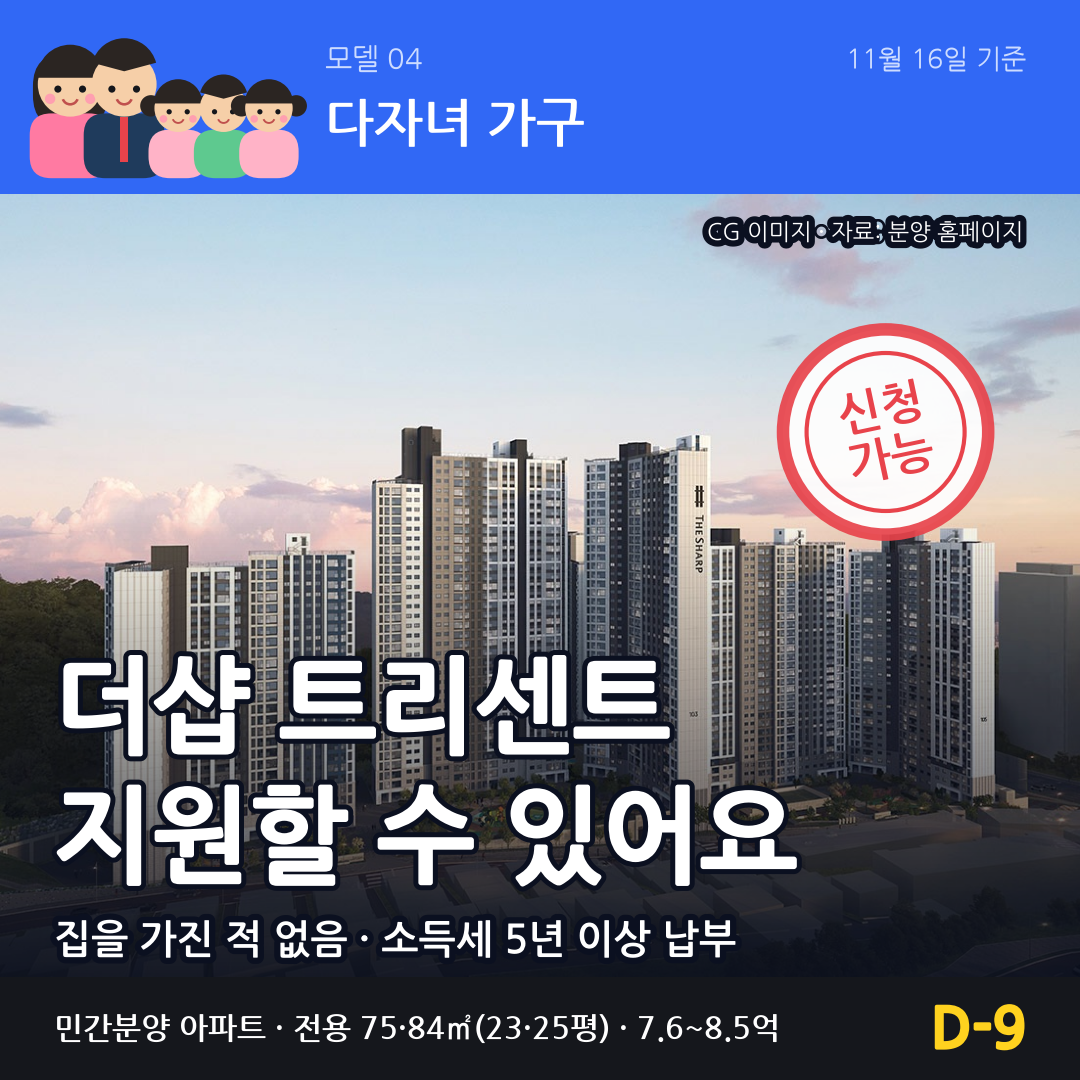 모델 04
11월 16일 기준
다자녀 가구
CG 이미지 · 자료; 분양 홈페이지
신청
가능
THE SHARP
103
더샵 트리센트
지원할 수 있어요
집을 가진 적 없음 · 소득세 5년 이상 납부
민간분양 아파트 · 전용 75·84㎡(23·25평) · 7.6~8.5억
D-9